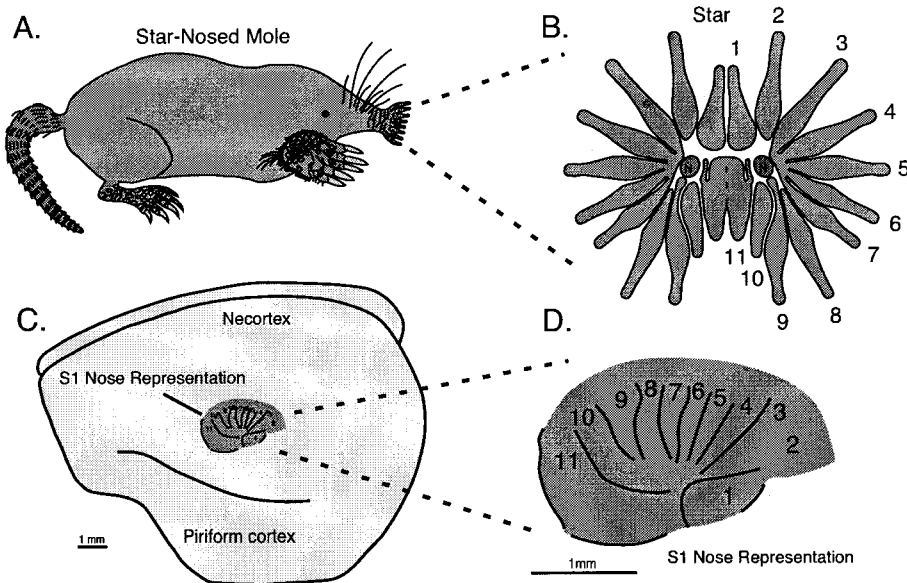 A.
Star-Nosed Mole
B.
Star
1
2
3
4
5
6
7
8
9
10
11
C.
Necortex
S1 Nose Representation
Piriform cortex
1 mm
D.
11
10
9
8
7
6
5
4
3
2
1
1mm
S1 Nose Representation